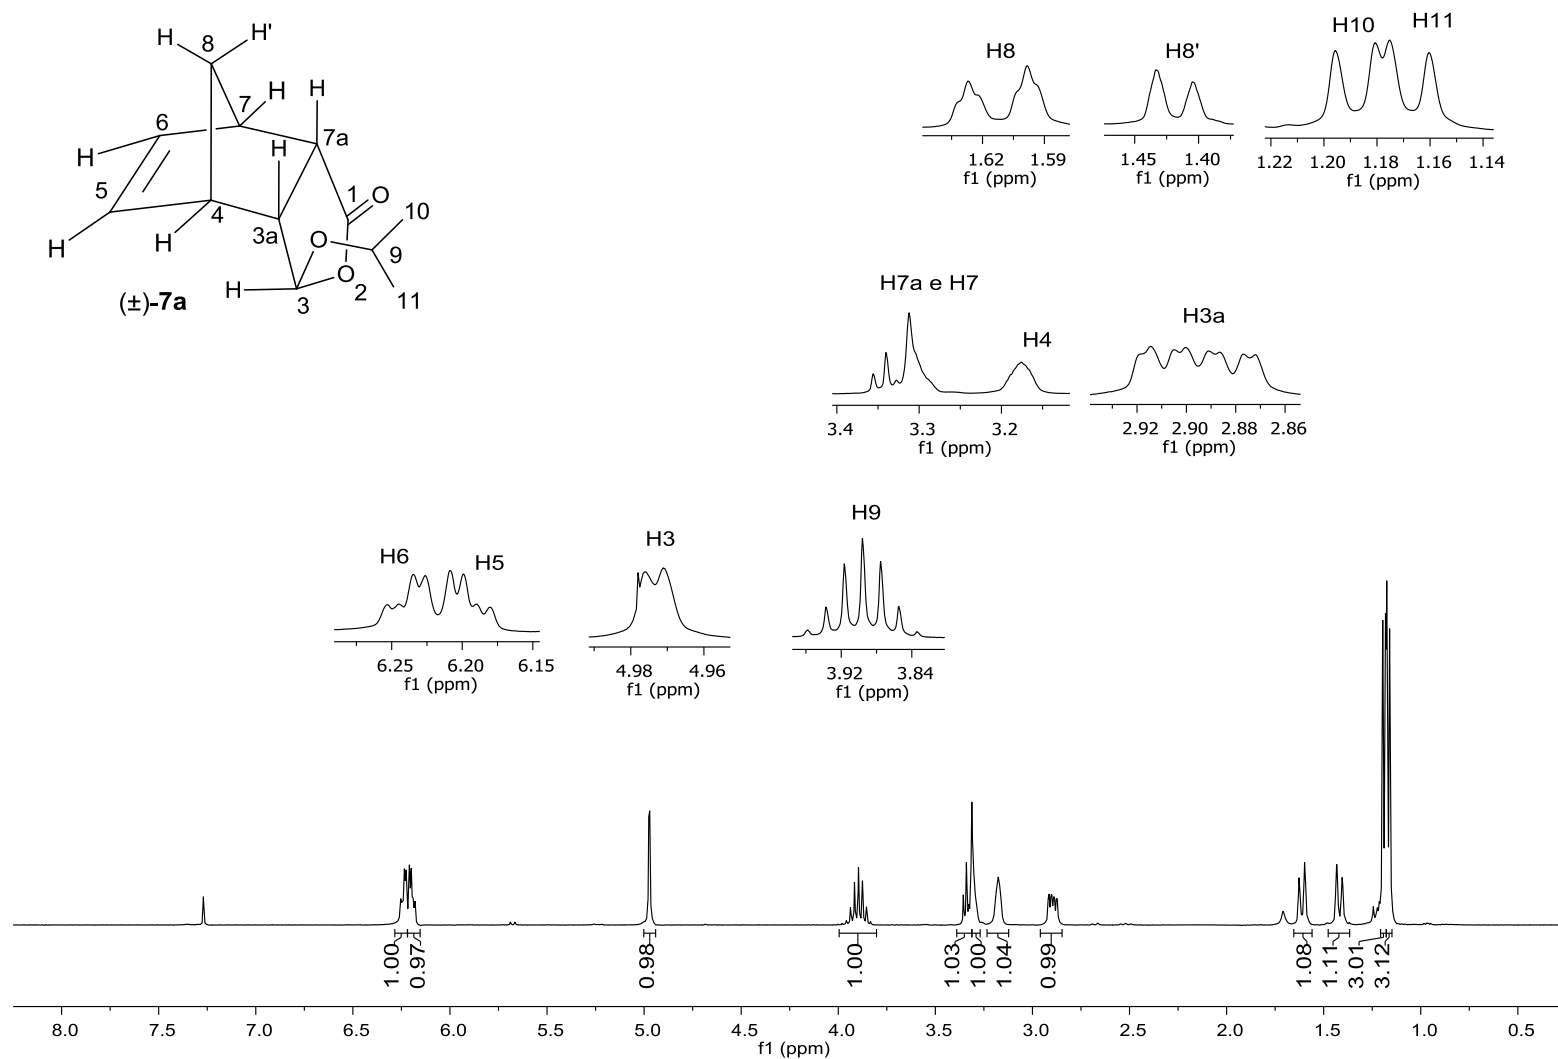 H 8 H'
7 H H
6 H 7a
H
5 1 O
4 10
H 3a O 9
H O
H 3 2 11
(±)-7a
H8 H8' H10 H11
1.62 1.59 1.45 1.40 1.22 1.20 1.18 1.16 1.14
f1 (ppm) f1 (ppm) f1 (ppm)
H7a e H7 H4 H3a
3.4 3.3 3.2 2.92 2.90 2.88 2.86
f1 (ppm) f1 (ppm)
H6 H5 H3 H9
6.25 6.20 6.15 4.98 4.96 3.92 3.84
f1 (ppm) f1 (ppm) f1 (ppm)
1.00 0.97 0.98 1.00 1.03 1.00 1.04 0.99 1.08 1.11 3.01 3.12
8.0 7.5 7.0 6.5 6.0 5.5 5.0 4.5 4.0 3.5 3.0 2.5 2.0 1.5 1.0 0.5
f1 (ppm)